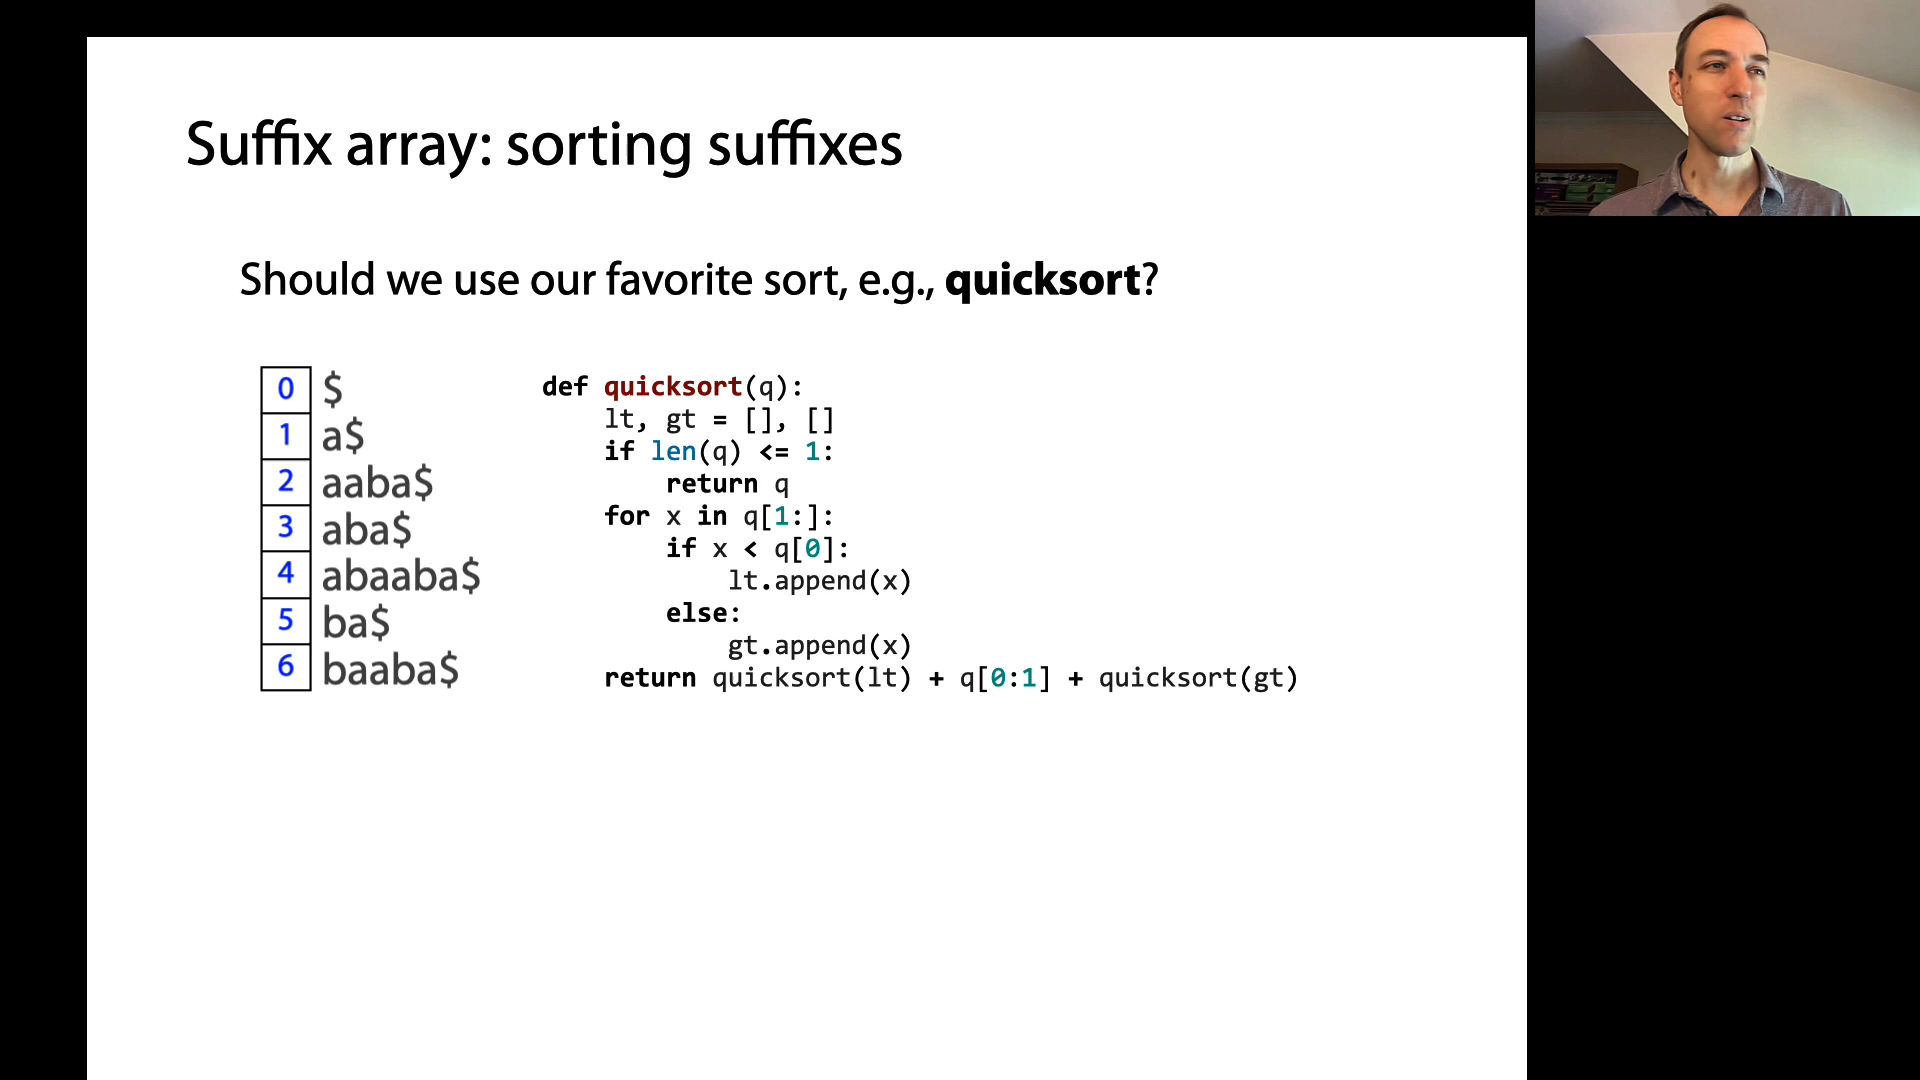 Suffix array: sorting suffixes
Should we use our favorite sort, e.g., quicksort?
0 $
1 a$
2 aaba$
3 aba$
4 abaaba$
5 ba$
6 baaba$
def quicksort(q):
    lt, gt = [], []
    if len(q) <= 1:
        return q
    for x in q[1:]:
        if x < q[0]:
            lt.append(x)
        else:
            gt.append(x)
    return quicksort(lt) + q[0:1] + quicksort(gt)